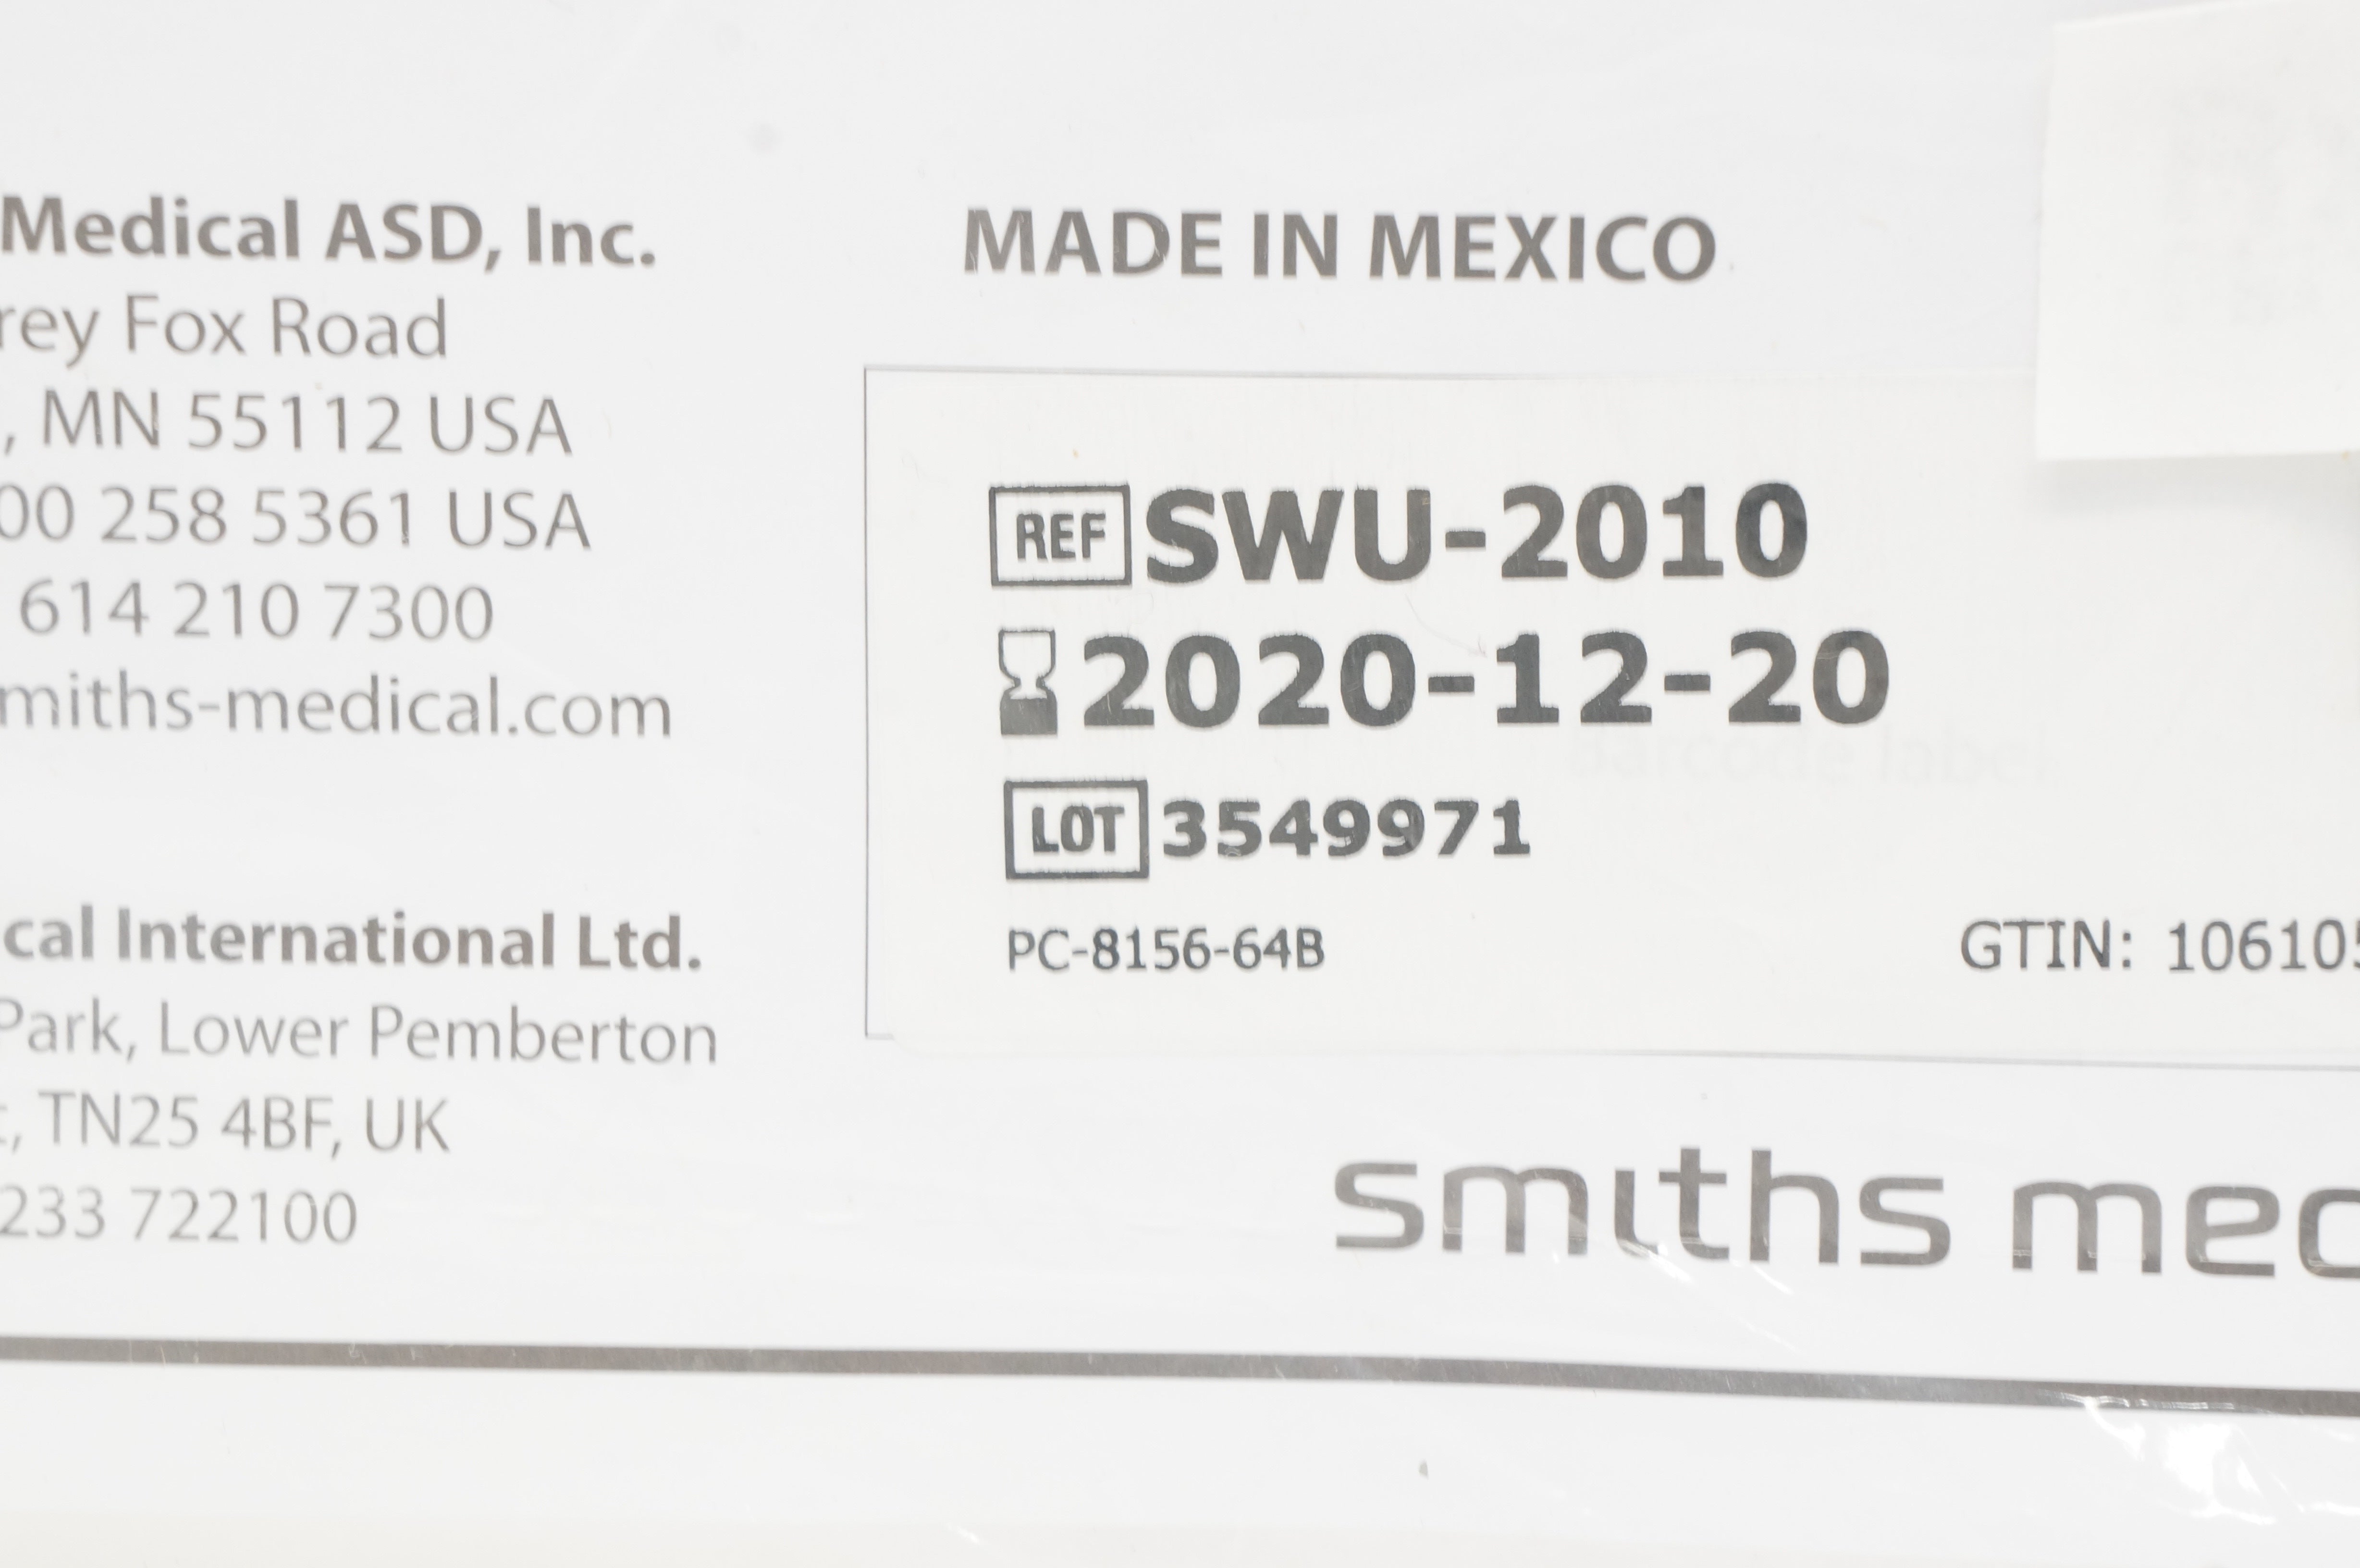 Medical ASD, Inc.
rey Fox Road
, MN 55112 USA
00 258 5361 USA
614 210 7300
miths-medical.com
cal International Ltd.
Park, Lower Pemberton
, TN25 4BF, UK
233 722100
MADE IN MEXICO
REF SWU-2010
2020-12-20
LOT 3549971
PC-8156-64B
GTIN: 106105
Barcode label
smiths med